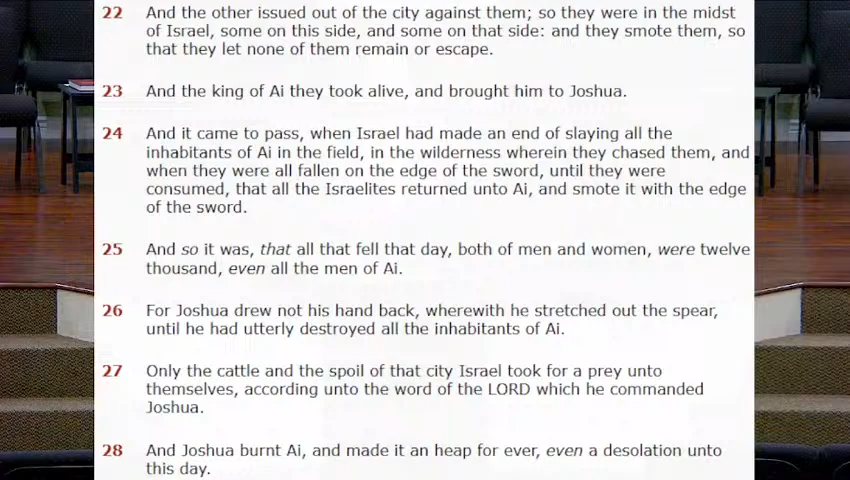 22 And the other issued out of the city against them; so they were in the midst
of Israel, some on this side, and some on that side: and they smote them, so
that they let none of them remain or escape.
23 And the king of Ai they took alive, and brought him to Joshua.
24 And it came to pass, when Israel had made an end of slaying all the
inhabitants of Ai in the field, in the wilderness wherein they chased them, and
when they were all fallen on the edge of the sword, until they were
consumed, that all the Israelites returned unto Ai, and smote it with the edge
of the sword.
25 And so it was, that all that fell that day, both of men and women, were twelve
thousand, even all the men of Ai.
26 For Joshua drew not his hand back, wherewith he stretched out the spear,
until he had utterly destroyed all the inhabitants of Ai.
27 Only the cattle and the spoil of that city Israel took for a prey unto
themselves, according unto the word of the LORD which he commanded
Joshua.
28 And Joshua burnt Ai, and made it an heap for ever, even a desolation unto
this day.